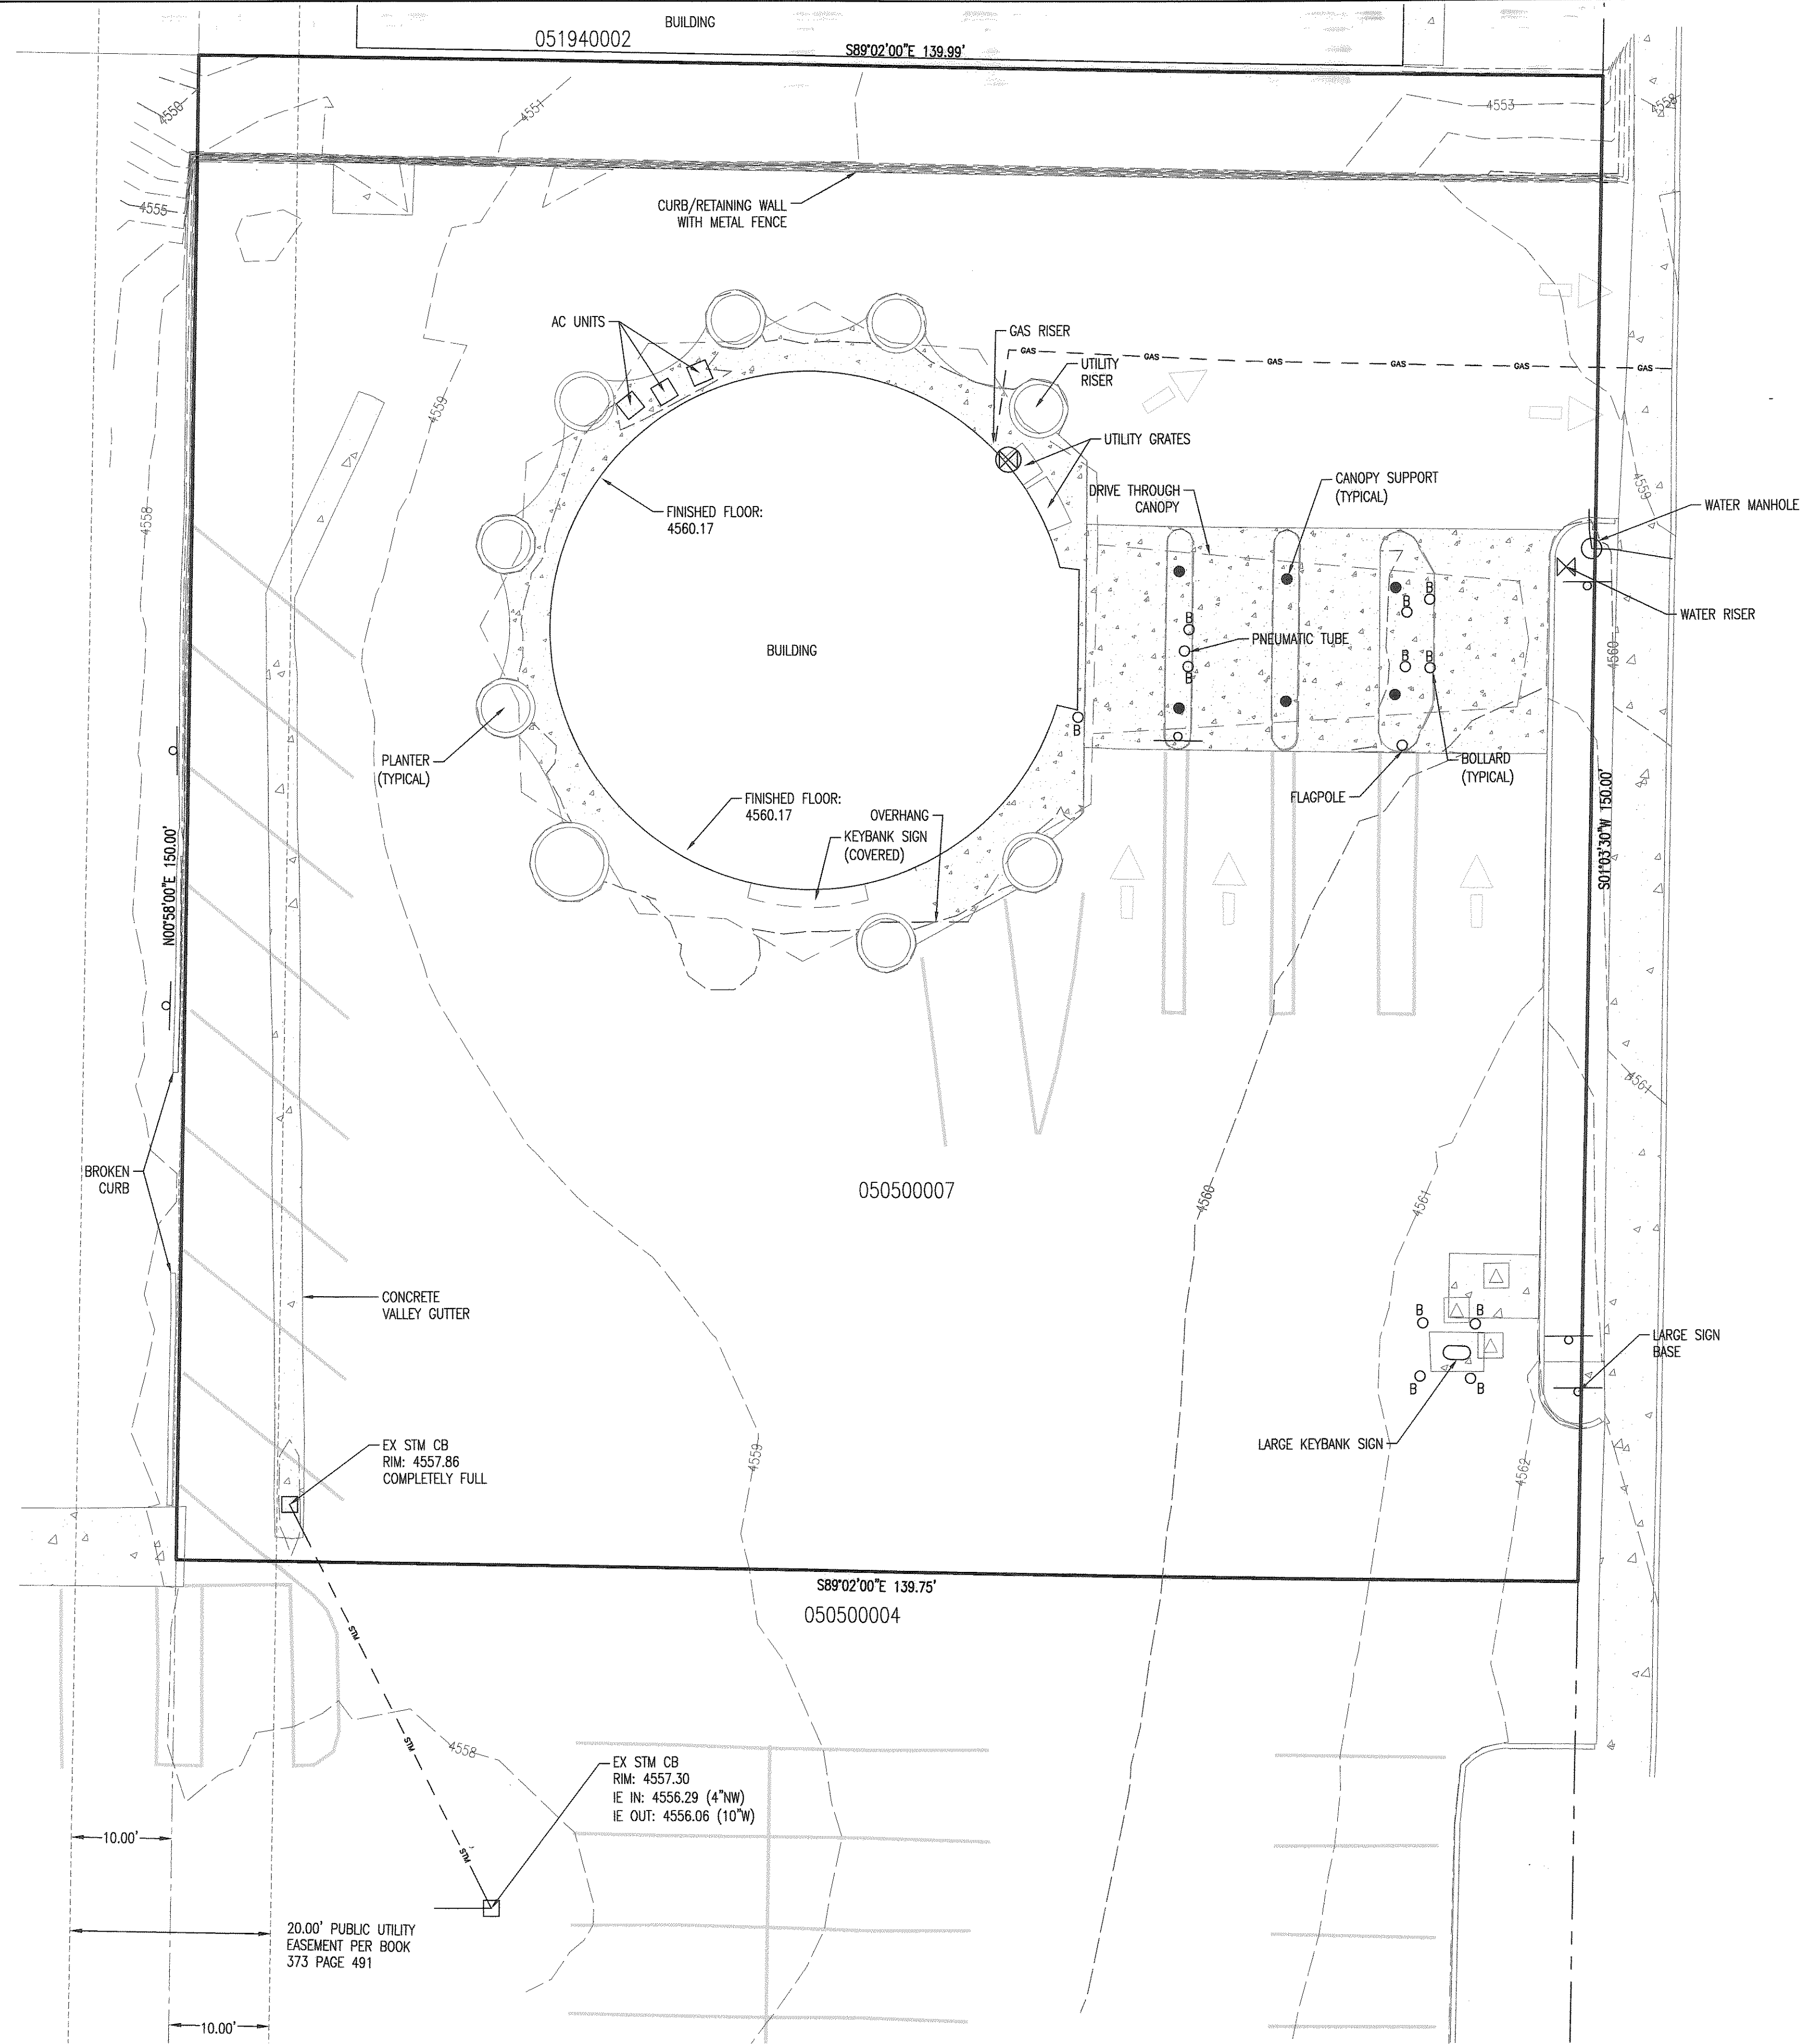 BUILDING
051940002
S89°02'00"E 139.99'
4550
4551
4553
4558
4555
CURB/RETAINING WALL
WITH METAL FENCE
AC UNITS
GAS RISER
GAS
GAS
GAS
GAS
GAS
GAS
UTILITY
RISER
4559
UTILITY GRATES
CANOPY SUPPORT
(TYPICAL)
DRIVE THROUGH
CANOPY
4559
WATER MANHOLE
4558
FINISHED FLOOR:
4560.17
B
B
WATER RISER
B
PNEUMATIC TUBE
4560
BUILDING
B
B
B
B
PLANTER
(TYPICAL)
BOLLARD
(TYPICAL)
FLAGPOLE
FINISHED FLOOR:
4560.17
OVERHANG
KEYBANK SIGN
(COVERED)
N00°58'00"E 150.00'
S01°03'30"W 150.00'
4561
BROKEN
CURB
050500007
4560
4561
CONCRETE
VALLEY GUTTER
B
B
LARGE SIGN
BASE
B
B
LARGE KEYBANK SIGN
EX STM CB
RIM: 4557.86
COMPLETELY FULL
4559
4562
S89°02'00"E 139.75'
050500004
STM
STM
STM
4558
EX STM CB
RIM: 4557.30
IE IN: 4556.29 (4"NW)
IE OUT: 4556.06 (10"W)
10.00'
20.00' PUBLIC UTILITY
EASEMENT PER BOOK
373 PAGE 491
10.00'